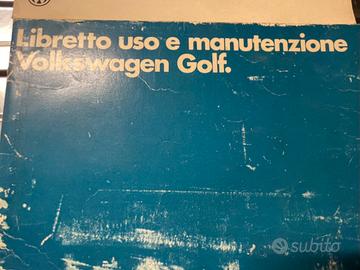 Libretto uso e manutenzione
Volkswagen Golf.
subito